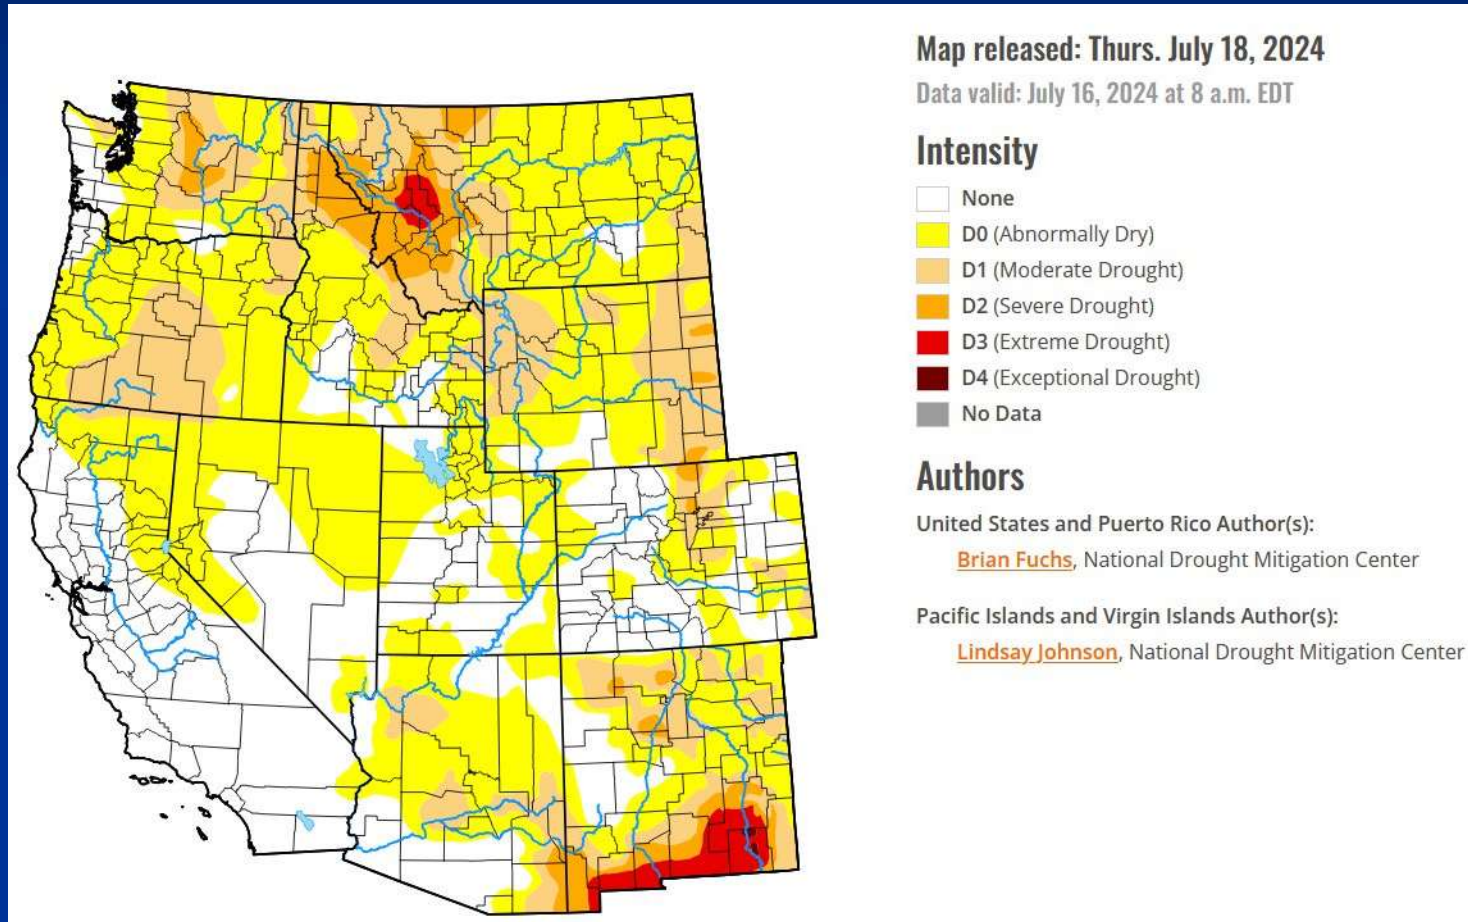 Map released: Thurs. July 18, 2024
Data valid: July 16, 2024 at 8 a.m. EDT
Intensity
None
D0 (Abnormally Dry)
D1 (Moderate Drought)
D2 (Severe Drought)
D3 (Extreme Drought)
D4 (Exceptional Drought)
No Data
Authors
United States and Puerto Rico Author(s):
Brian Fuchs, National Drought Mitigation Center
Pacific Islands and Virgin Islands Author(s):
Lindsay Johnson, National Drought Mitigation Center